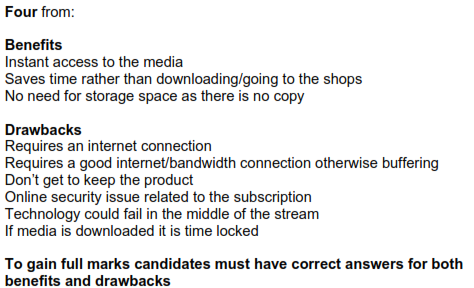 Four from:
Benefits
Instant access to the media
Saves time rather than downloading/going to the shops
No need for storage space as there is no copy
Drawbacks
Requires an internet connection
Requires a good internet/bandwidth connection otherwise buffering
Don't get to keep the product
Online security issue related to the subscription
Technology could fail in the middle of the stream
If media is downloaded it is time locked
To gain full marks candidates must have correct answers for both
benefits and drawbacks